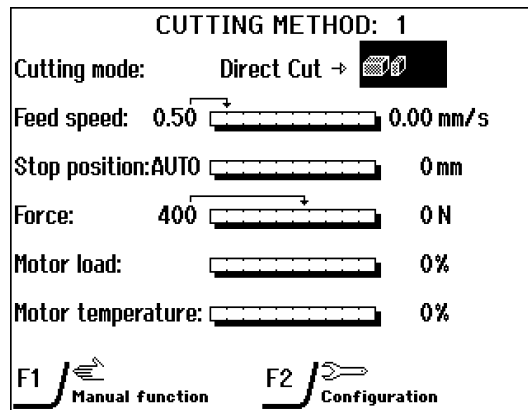 CUTTING METHOD: 1
Cutting mode: Direct Cut →
Feed speed: 0.50 0.00 mm/s
Stop position: AUTO 0 mm
Force: 400 0 N
Motor load: 0%
Motor temperature: 0%
F1 Manual function F2 Configuration